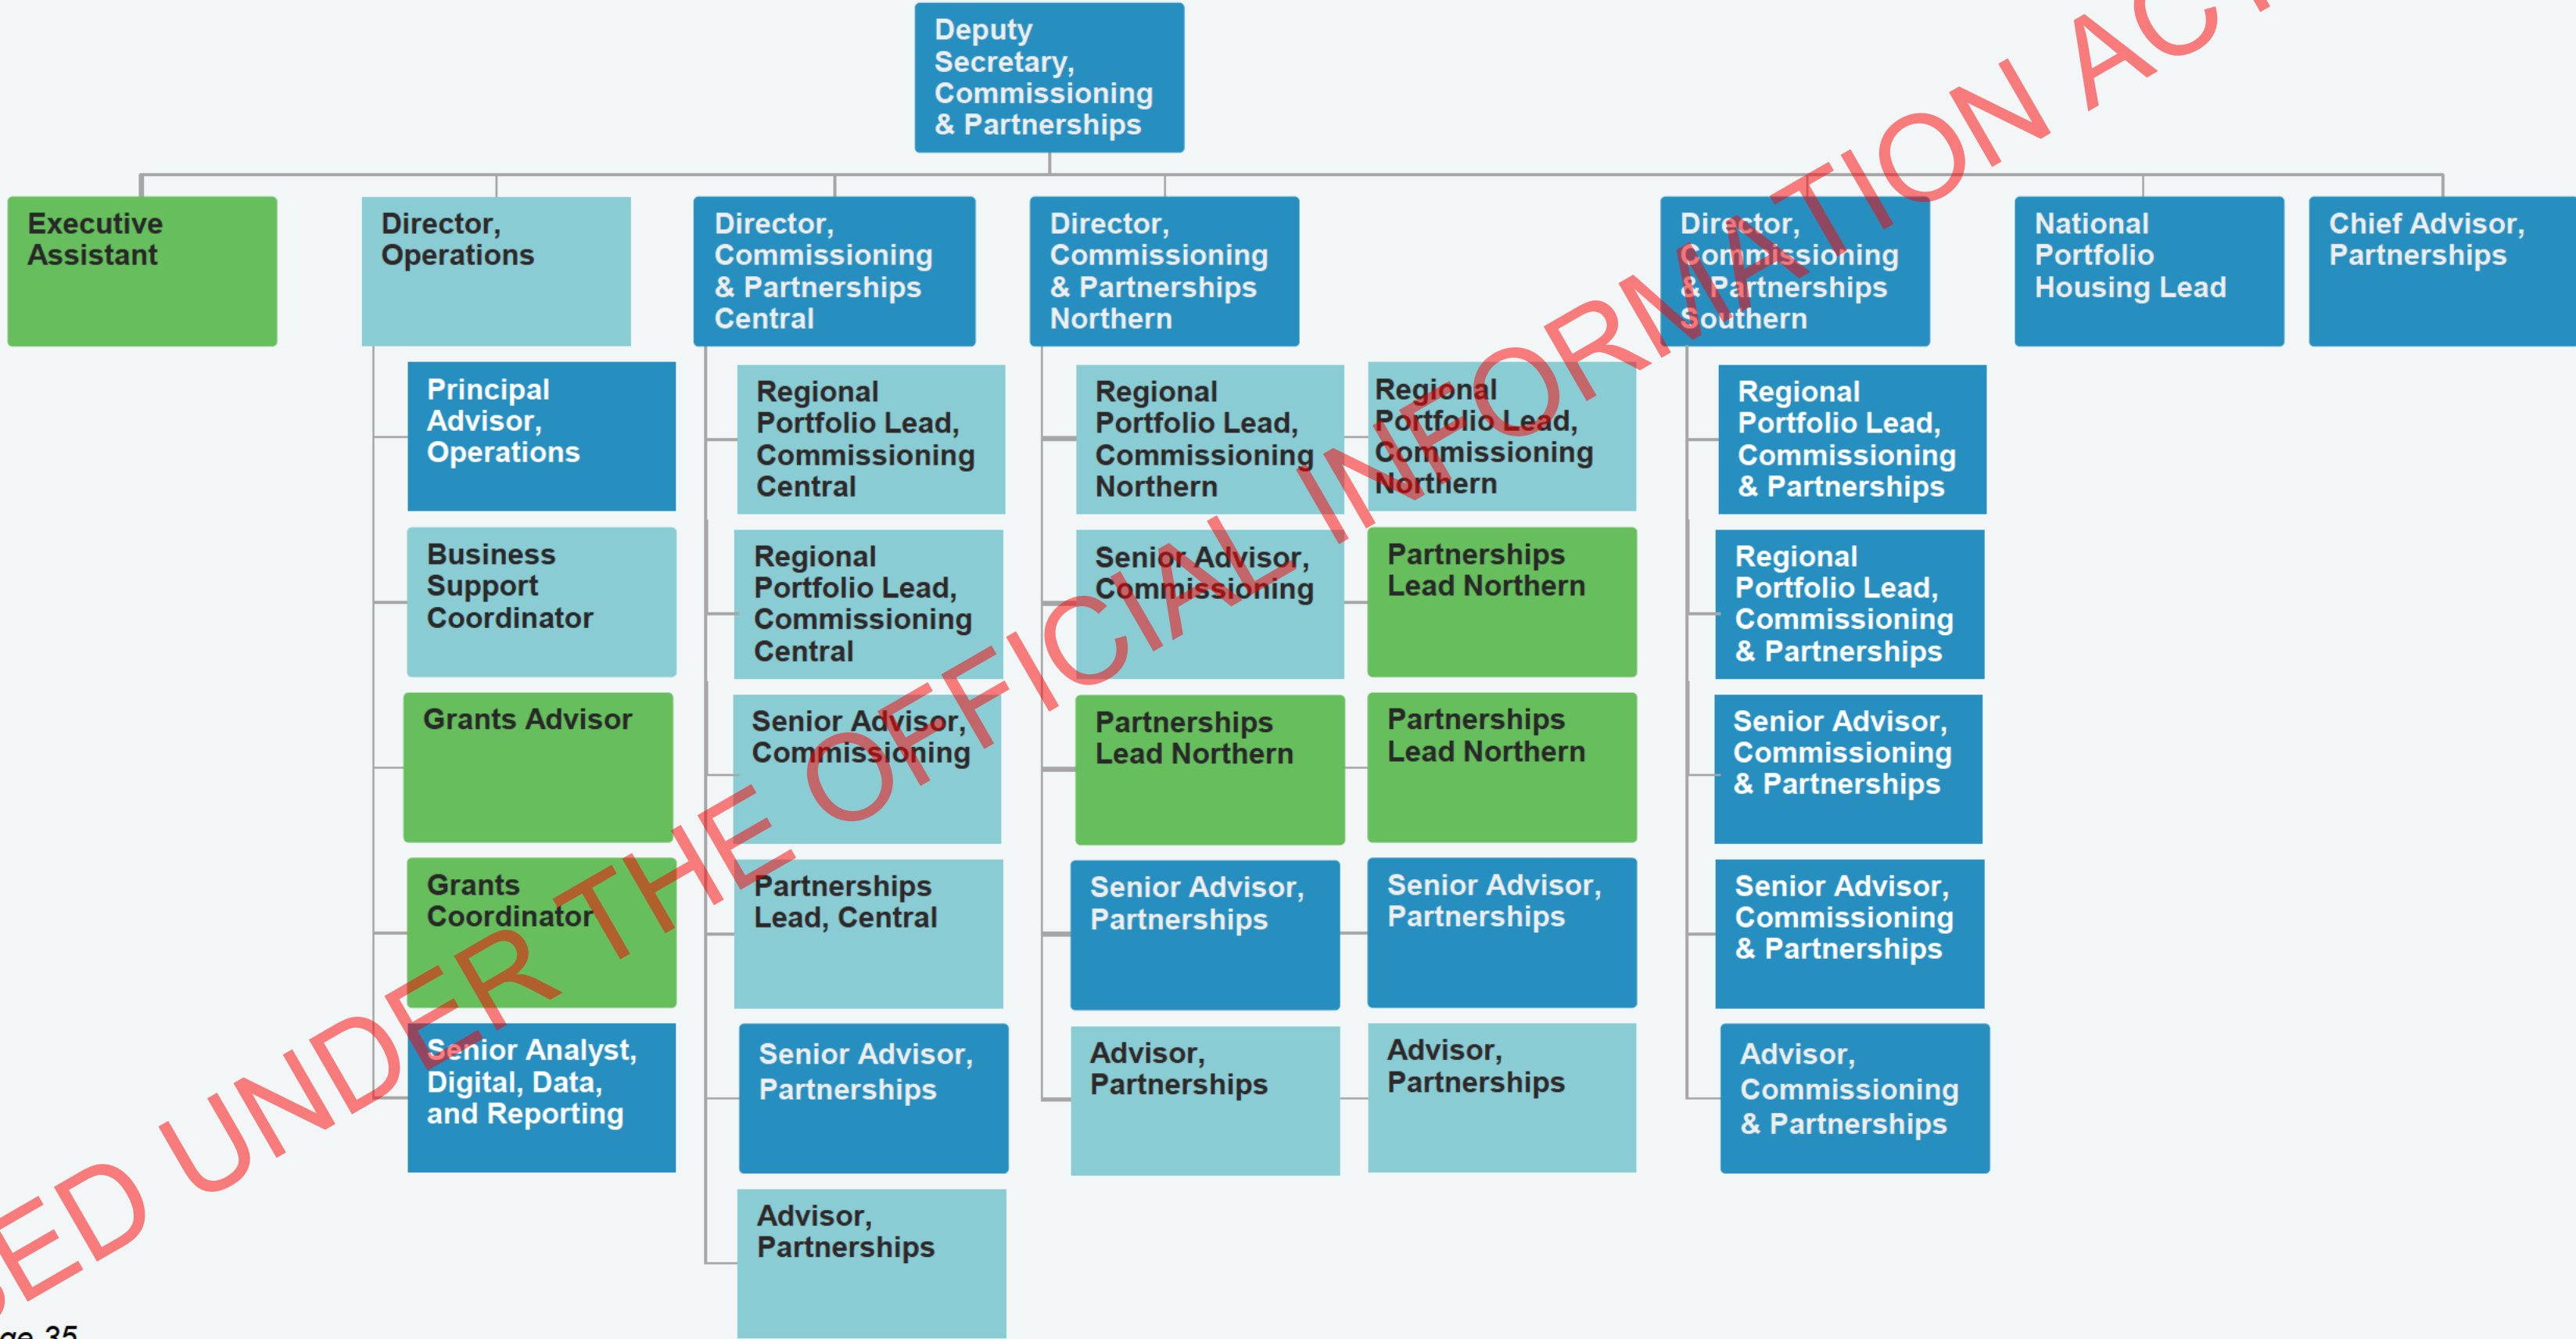 Deputy
Secretary,
Commissioning
& Partnerships
Executive
Assistant
Director,
Operations
Director,
Commissioning
& Partnerships
Central
Director,
Commissioning
& Partnerships
Northern
Director,
Commissioning
& Partnerships
Southern
National
Portfolio
Housing Lead
Chief Advisor,
Partnerships
Principal
Advisor,
Operations
Business
Support
Coordinator
Grants Advisor
Grants
Coordinator
Senior Analyst,
Digital, Data,
and Reporting
Regional
Portfolio Lead,
Commissioning
Central
Regional
Portfolio Lead,
Commissioning
Central
Senior Advisor,
Commissioning
Partnerships
Lead, Central
Senior Advisor,
Partnerships
Advisor,
Partnerships
Regional
Portfolio Lead,
Commissioning
Northern
Senior Advisor,
Commissioning
Partnerships
Lead Northern
Senior Advisor,
Partnerships
Advisor,
Partnerships
Regional
Portfolio Lead,
Commissioning
Northern
Partnerships
Lead Northern
Partnerships
Lead Northern
Senior Advisor,
Partnerships
Advisor,
Partnerships
Regional
Portfolio Lead,
Commissioning
& Partnerships
Regional
Portfolio Lead,
Commissioning
& Partnerships
Senior Advisor,
Commissioning
& Partnerships
Senior Advisor,
Commissioning
& Partnerships
Advisor,
Commissioning
& Partnerships
UNDER THE OFFICIAL INFORMATION ACT
35